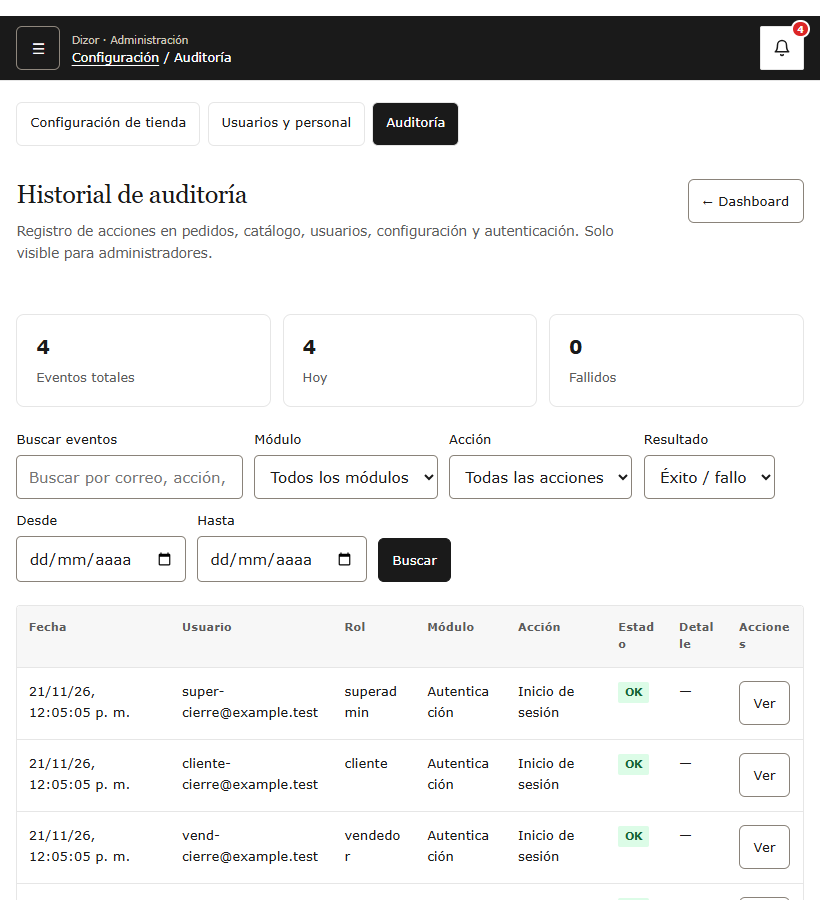 ☰
Dizor · Administración
Configuración / Auditoría
4
Configuración de tienda
Usuarios y personal
Auditoría
Historial de auditoría
← Dashboard
Registro de acciones en pedidos, catálogo, usuarios, configuración y autenticación. Solo
visible para administradores.
4
Eventos totales
4
Hoy
0
Fallidos
Buscar eventos
Módulo
Acción
Resultado
Buscar por correo, acción,
Todos los módulos
Todas las acciones
Éxito / fallo
Desde
Hasta
dd/mm/aaaa
dd/mm/aaaa
Buscar
Fecha
Usuario
Rol
Módulo
Acción
Estad
o
Detal
le
Accione
s
21/11/26,
12:05:05 p. m.
super-
cierre@example.test
superad
min
Autentica
ción
Inicio de
sesión
OK
—
Ver
21/11/26,
12:05:05 p. m.
cliente-
cierre@example.test
cliente
Autentica
ción
Inicio de
sesión
OK
—
Ver
21/11/26,
12:05:05 p. m.
vend-
cierre@example.test
vendedo
r
Autentica
ción
Inicio de
sesión
OK
—
Ver